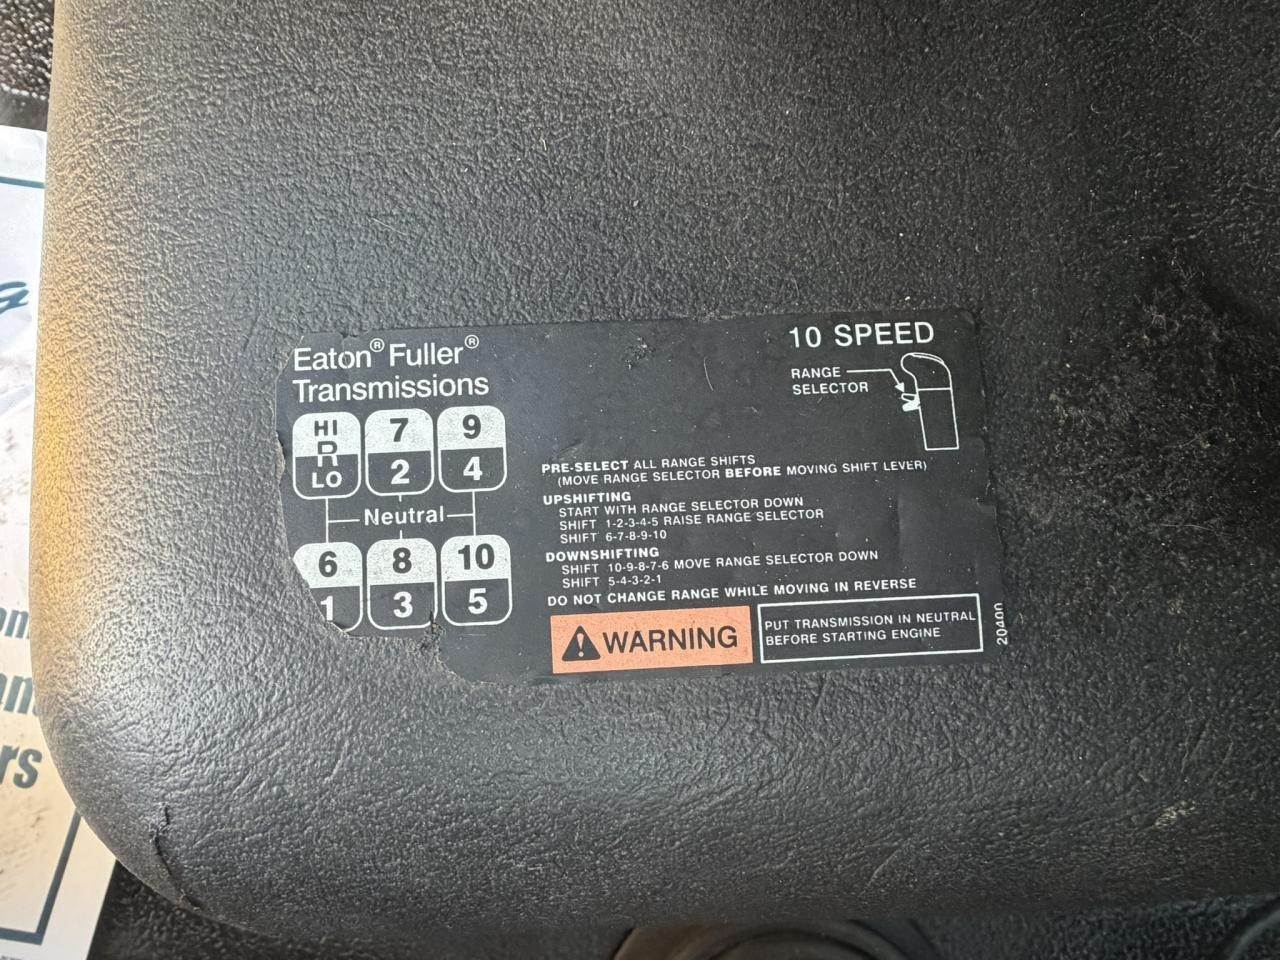 Eaton® Fuller®
Transmissions
10 SPEED
RANGE
SELECTOR
HI
R
LO
7
2
9
4
Neutral
6
1
8
3
10
5
PRE-SELECT ALL RANGE SHIFTS
(MOVE RANGE SELECTOR BEFORE MOVING SHIFT LEVER)
UPSHIFTING
START WITH RANGE SELECTOR DOWN
SHIFT 1-2-3-4-5 RAISE RANGE SELECTOR
SHIFT 6-7-8-9-10
DOWNSHIFTING
SHIFT 10-9-8-7-6 MOVE RANGE SELECTOR DOWN
SHIFT 5-4-3-2-1
DO NOT CHANGE RANGE WHILE MOVING IN REVERSE
WARNING
PUT TRANSMISSION IN NEUTRAL
BEFORE STARTING ENGINE
20400